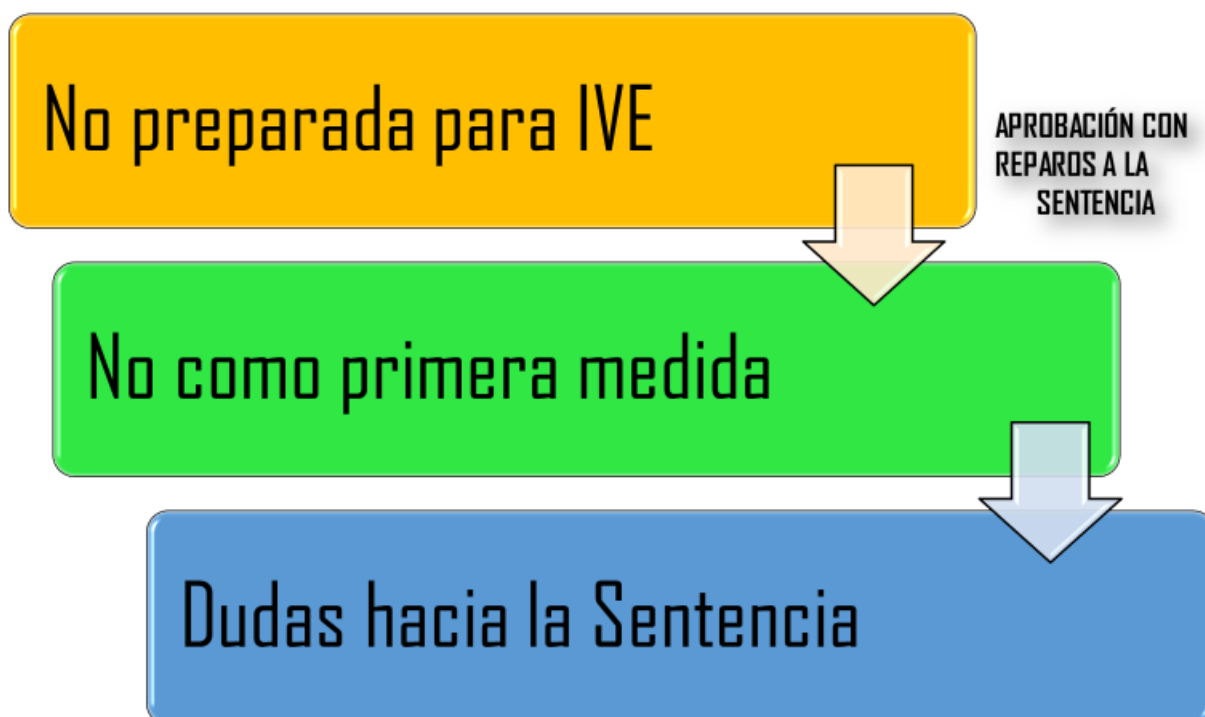 No preparada para IVE
APROBACIÓN CON
REPAROS A LA
SENTENCIA
No como primera medida
Dudas hacia la Sentencia